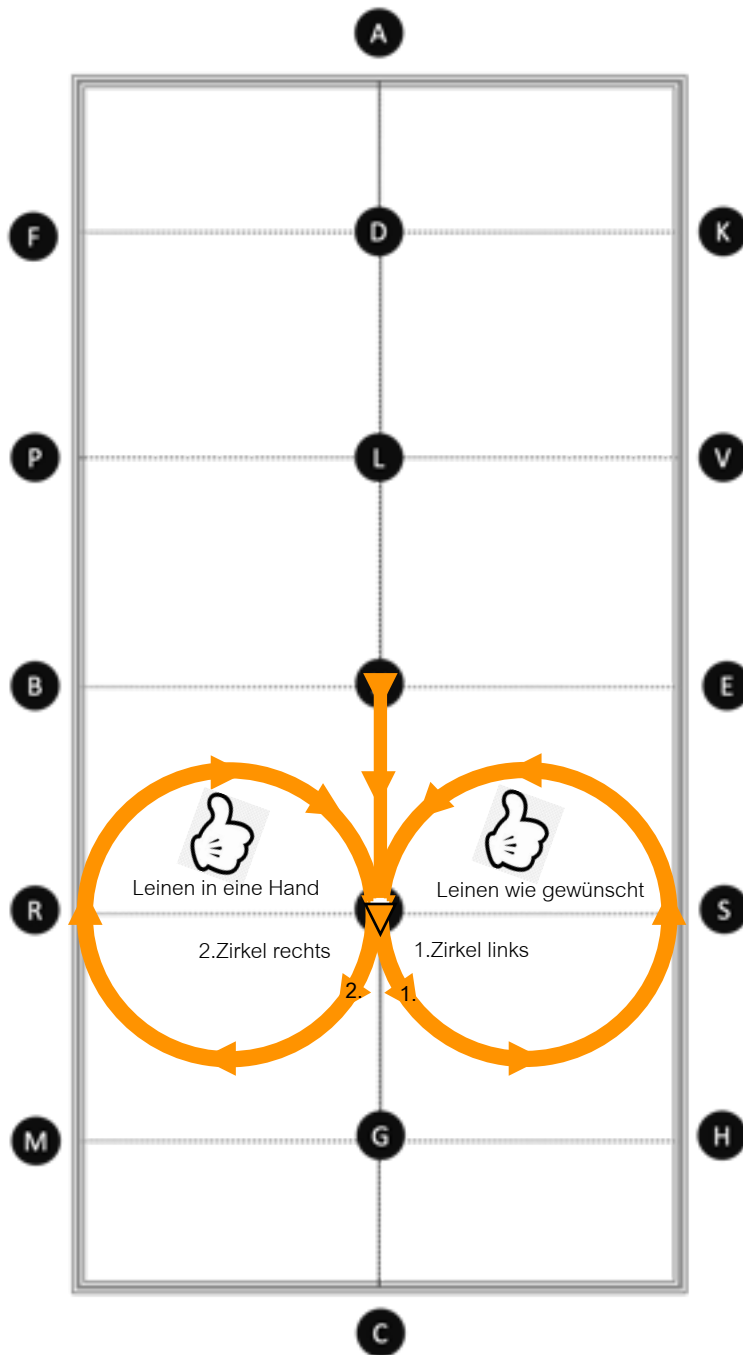 A
F
D
K
P
L
V
B
E
Leinen in eine Hand
Leinen wie gewünscht
R
S
2.Zirkel rechts
1.Zirkel links
2.
1.
M
G
H
C